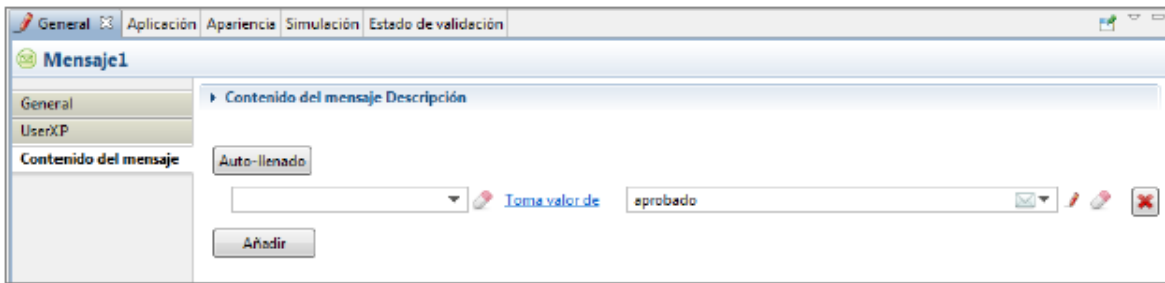 General Aplicación Apariencia Simulación Estado de validación
Mensaje1
General
Contenido del mensaje Descripción
UserXP
Contenido del mensaje
Auto-llenado
Toma valor de aprobado
Añadir